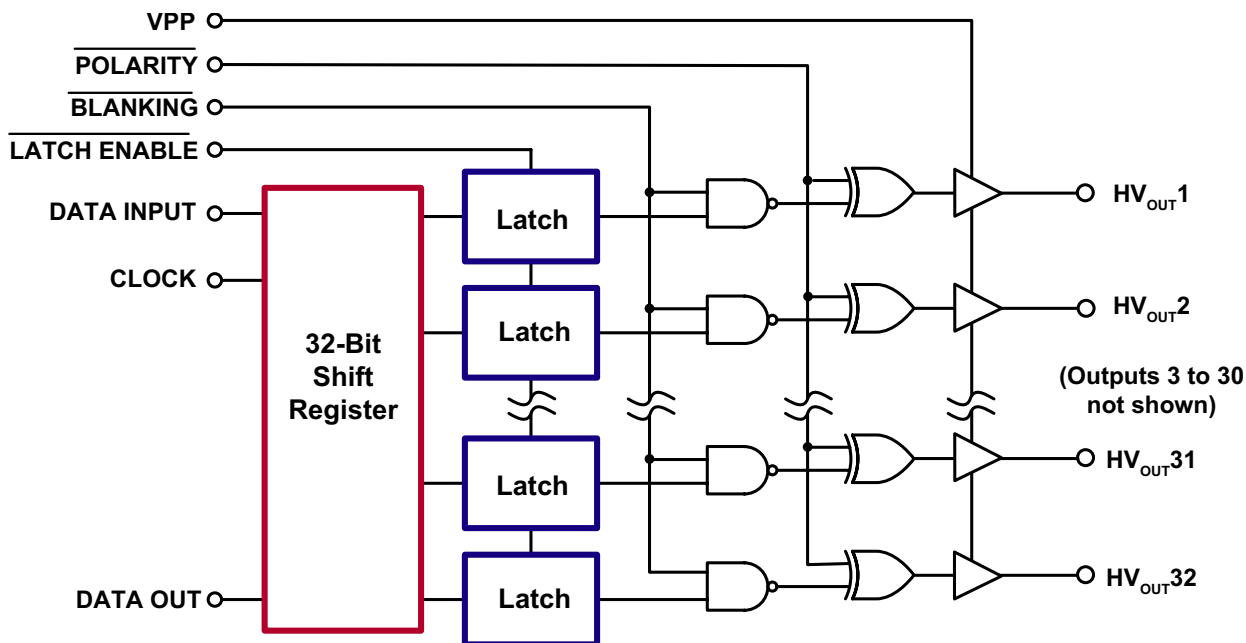 VPP
POLARITY
BLANKING
LATCH ENABLE
DATA INPUT
CLOCK
DATA OUT
32-Bit
Shift
Register
Latch
Latch
Latch
Latch
HVOUT1
HVOUT2
(Outputs 3 to 30
not shown)
HVOUT31
HVOUT32